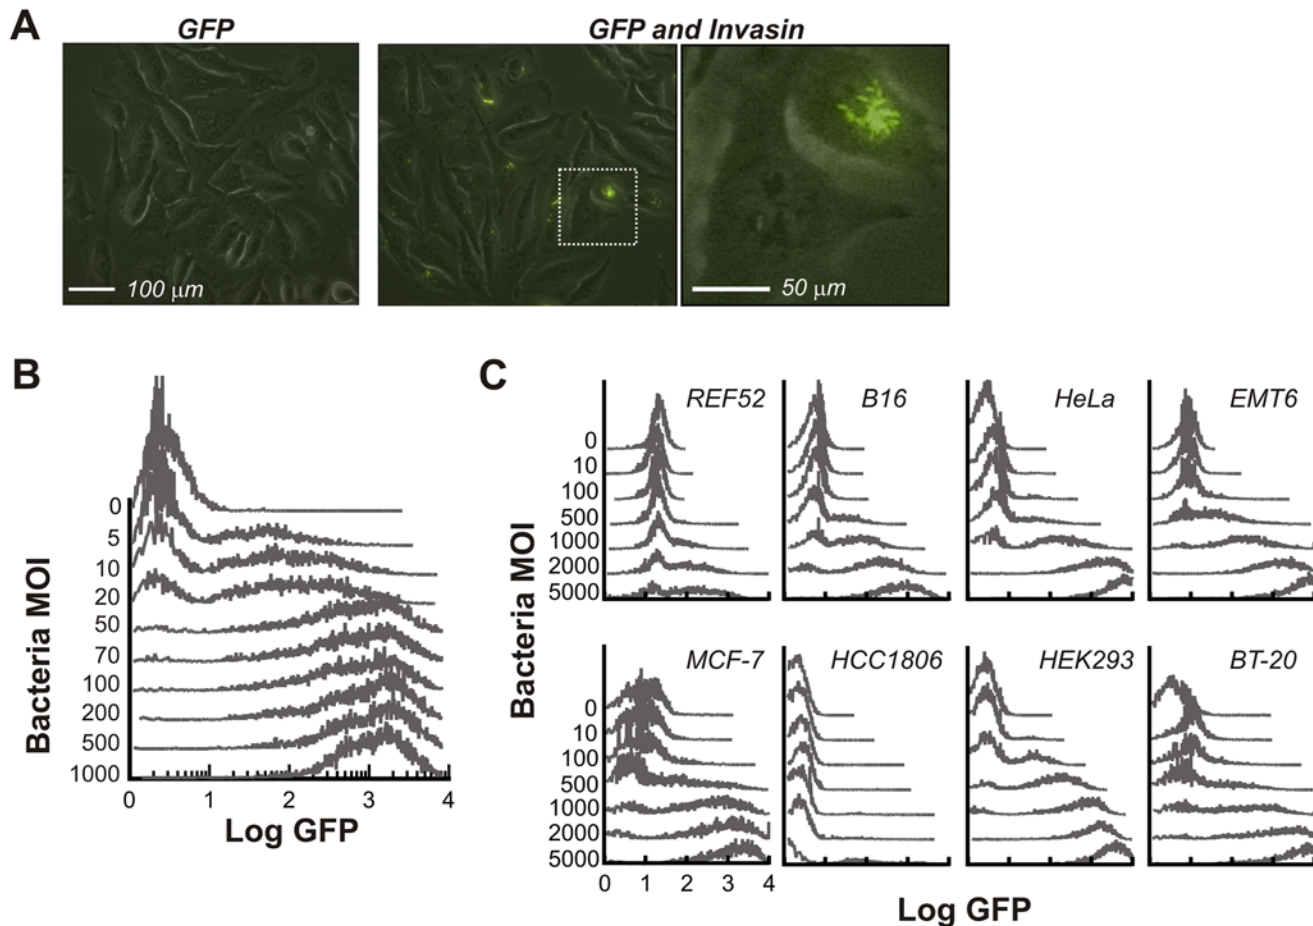 A
GFP
GFP and Invasin
100 μm
50 μm
B
Bacteria MOI
0
5
10
20
50
70
100
200
500
1000
0 1 2 3 4
Log GFP
C
Bacteria MOI
REF52 B16 HeLa EMT6
0
10
100
500
1000
2000
5000
MCF-7 HCC1806 HEK293 BT-20
0
10
100
500
1000
2000
5000
0 1 2 3 4
Log GFP